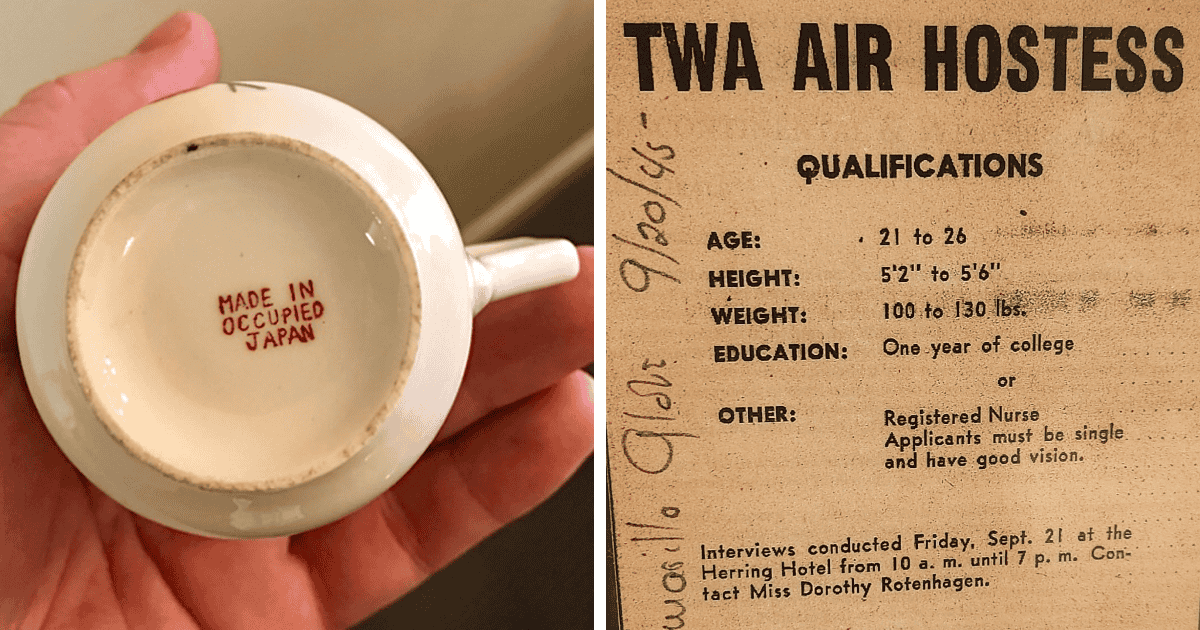 MADE IN
OCCUPIED
JAPAN
TWA AIR HOSTESS
QUALIFICATIONS
AGE: 21 to 26
HEIGHT: 5'2" to 5'6"
WEIGHT: 100 to 130 lbs.
EDUCATION: One year of college
or
OTHER: Registered Nurse
Applicants must be single
and have good vision.
Interviews conducted Friday, Sept. 21 at the
Herring Hotel from 10 a. m. until 7 p. m. Con-
tact Miss Dorothy Rotenhagen.
9/20/45-